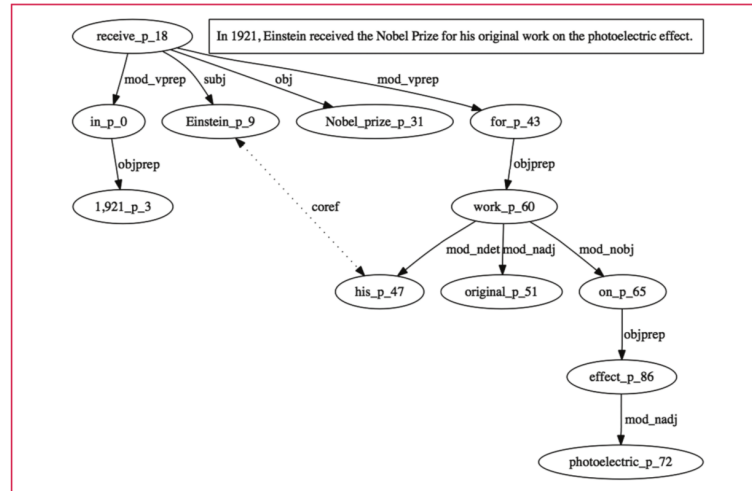 receive_p_18
In 1921, Einstein received the Nobel Prize for his original work on the photoelectric effect.
mod_vprep
subj
obj
mod_vprep
in_p_0
Einstein_p_9
Nobel_prize_p_31
for_p_43
objprep
objprep
1,921_p_3
coref
work_p_60
mod_ndet
mod_nadj
mod_nobj
his_p_47
original_p_51
on_p_65
objprep
effect_p_86
mod_nadj
photoelectric_p_72